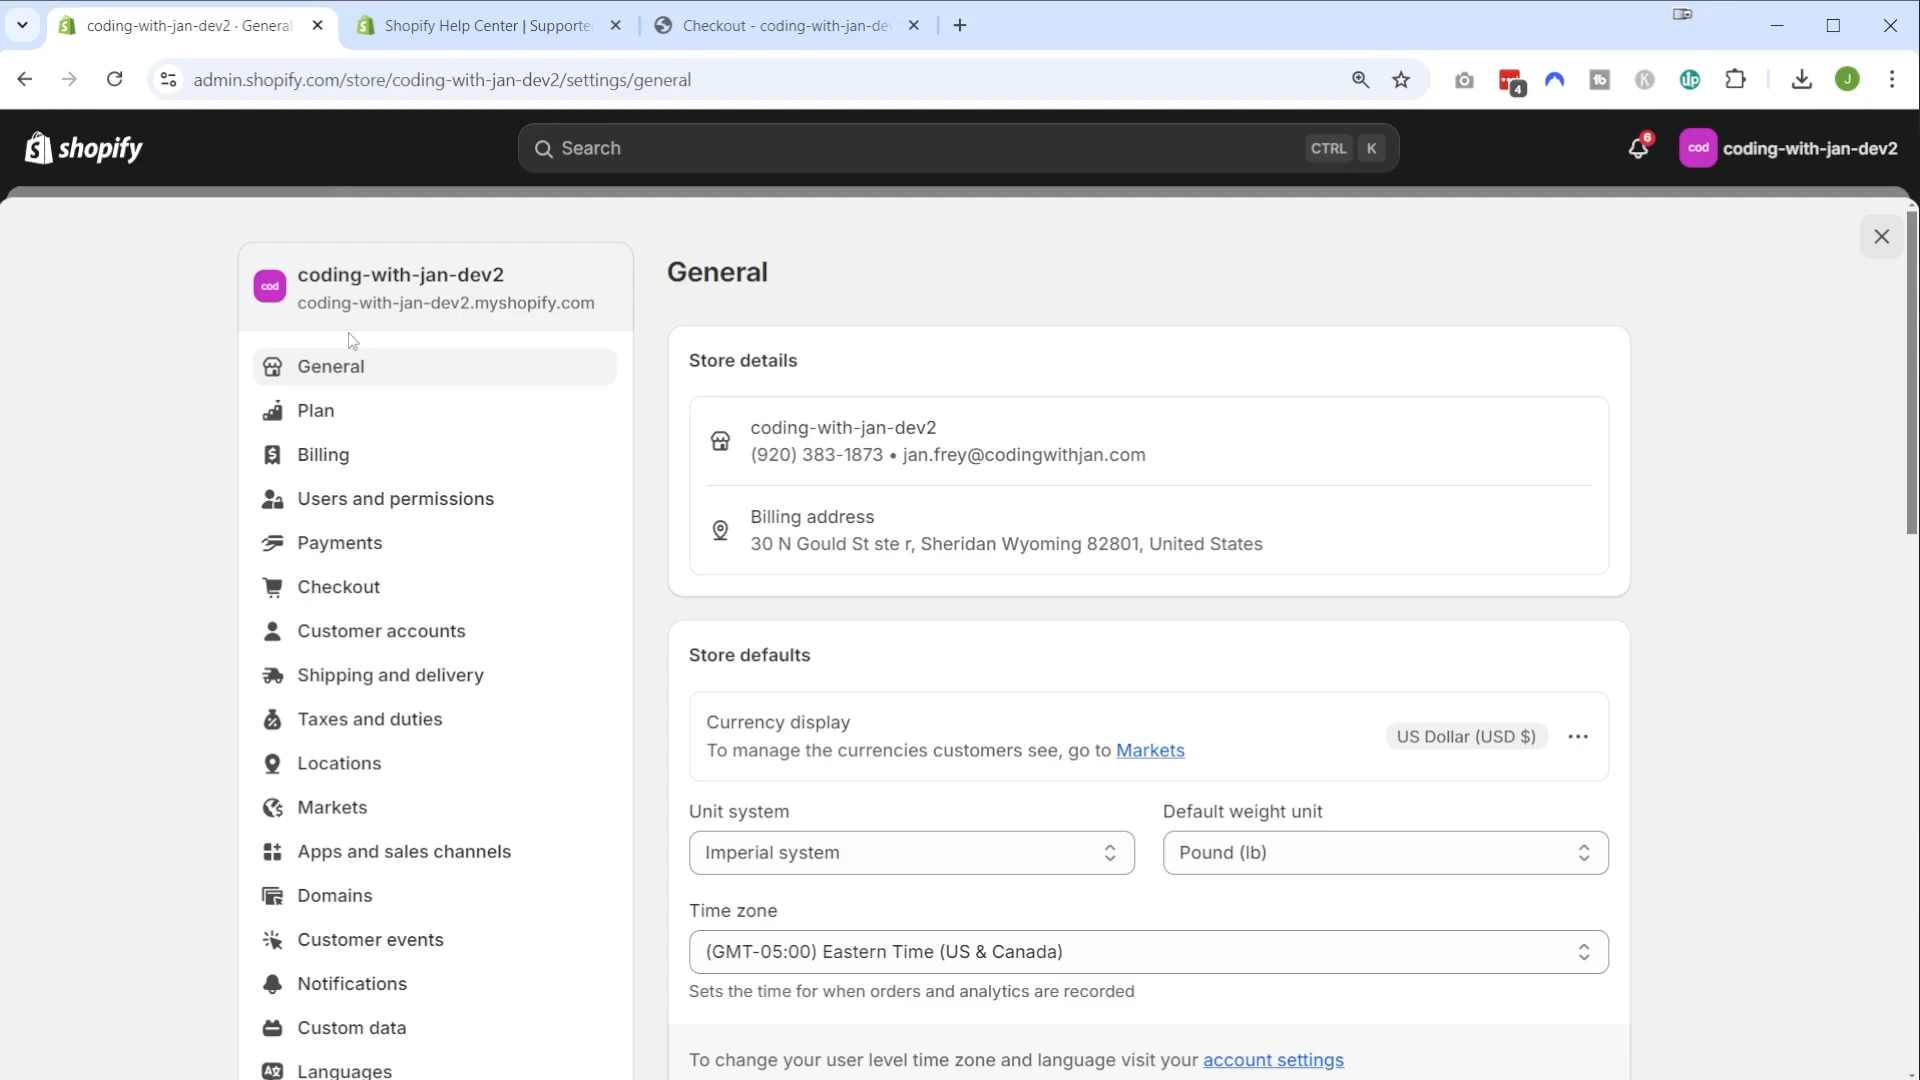 coding-with-jan-dev2 · General
Shopify Help Center | Supporte
Checkout - coding-with-jan-de
admin.shopify.com/store/coding-with-jan-dev2/settings/general
4
J
shopify
Search
CTRL K
6
cod
coding-with-jan-dev2
cod
coding-with-jan-dev2
coding-with-jan-dev2.myshopify.com
General
Plan
Billing
Users and permissions
Payments
Checkout
Customer accounts
Shipping and delivery
Taxes and duties
Locations
Markets
Apps and sales channels
Domains
Customer events
Notifications
Custom data
Languages
General
Store details
coding-with-jan-dev2
(920) 383-1873 • jan.frey@codingwithjan.com
Billing address
30 N Gould St ste r, Sheridan Wyoming 82801, United States
Store defaults
Currency display
To manage the currencies customers see, go to Markets
US Dollar (USD $)
Unit system
Default weight unit
Imperial system
Pound (lb)
Time zone
(GMT-05:00) Eastern Time (US & Canada)
Sets the time for when orders and analytics are recorded
To change your user level time zone and language visit your account settings